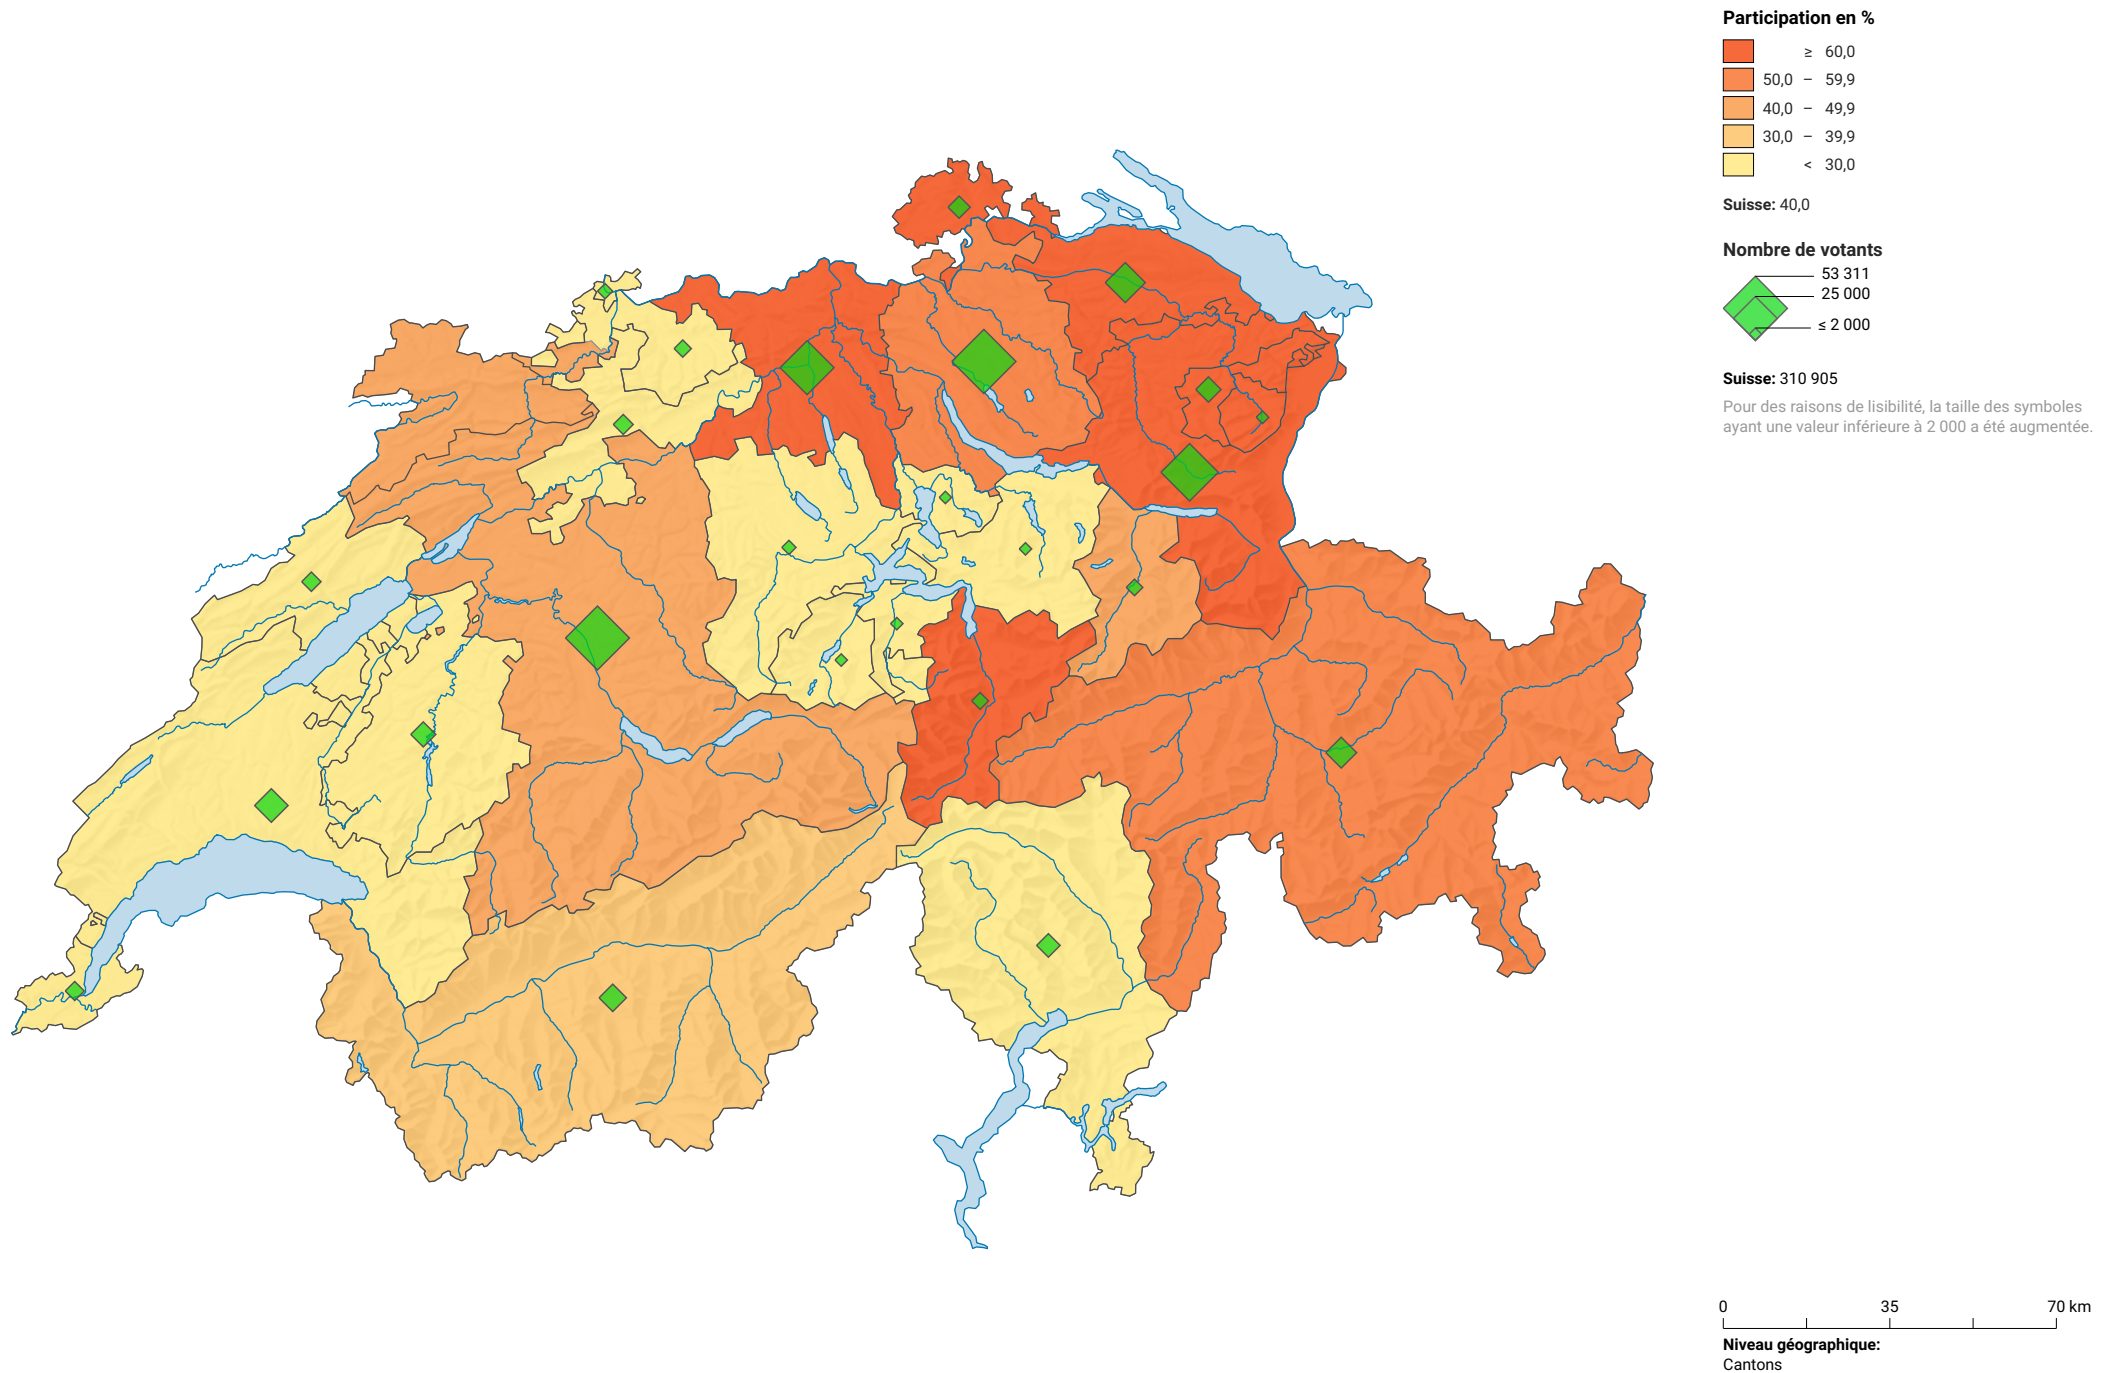 Participation en %
≥ 60,0
50,0 – 59,9
40,0 – 49,9
30,0 – 39,9
< 30,0
Suisse: 40,0
Nombre de votants
53 311
25 000
≤ 2 000
Suisse: 310 905
Pour des raisons de lisibilité, la taille des symboles
ayant une valeur inférieure à 2 000 a été augmentée.
0 35 70 km
Niveau géographique:
Cantons